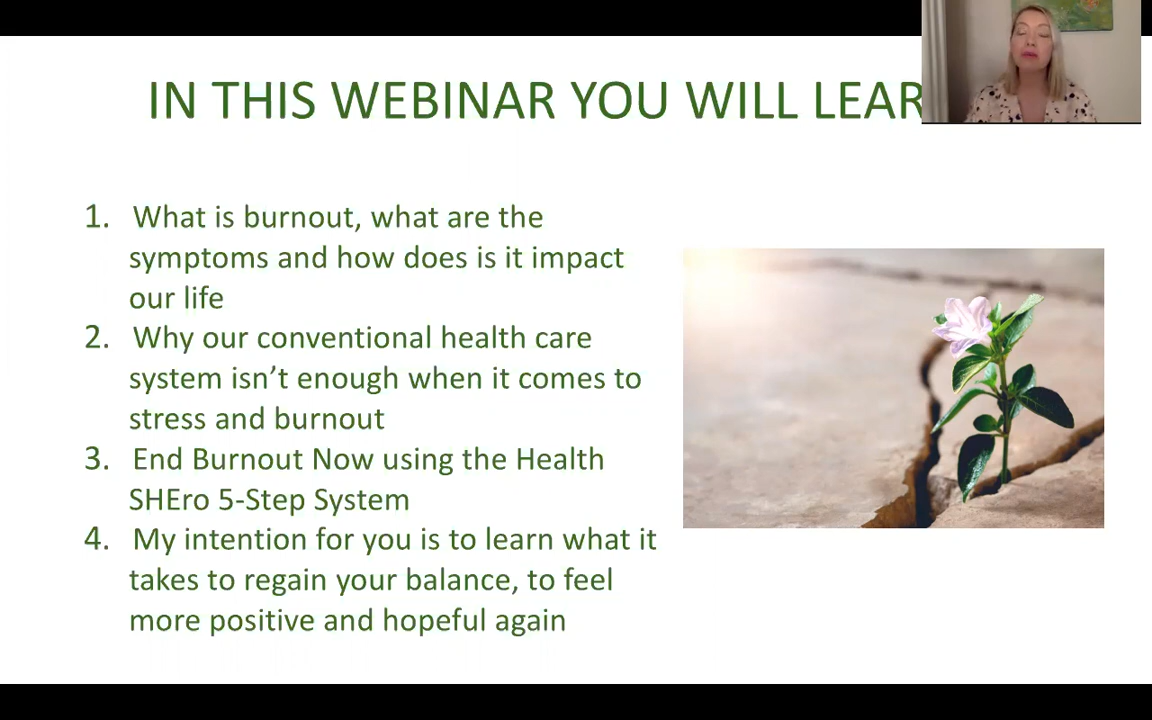 IN THIS WEBINAR YOU WILL LEAR
1. What is burnout, what are the
symptoms and how does is it impact
our life
2. Why our conventional health care
system isn’t enough when it comes to
stress and burnout
3. End Burnout Now using the Health
SHEro 5-Step System
4. My intention for you is to learn what it
takes to regain your balance, to feel
more positive and hopeful again